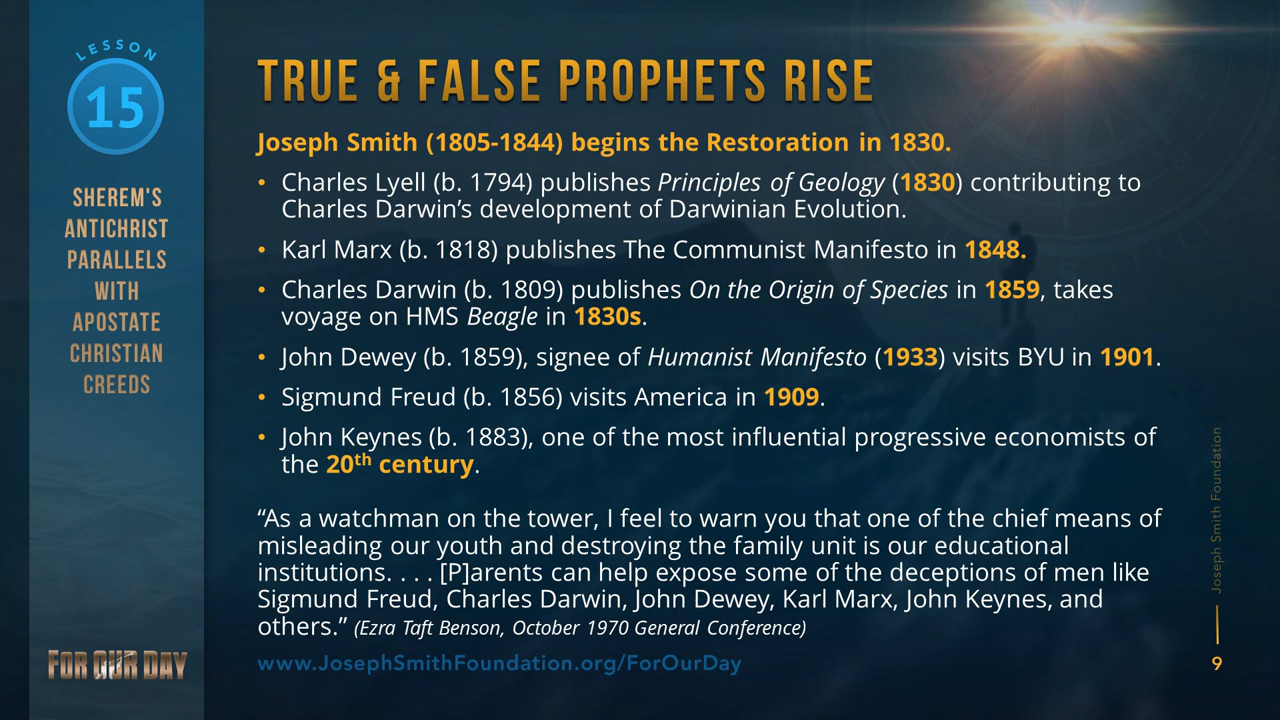 LESSON
15
SHEREM'S
ANTICHRIST
PARALLELS
WITH
APOSTATE
CHRISTIAN
CREEDS
FOR OUR DAY
TRUE & FALSE PROPHETS RISE
Joseph Smith (1805-1844) begins the Restoration in 1830.
• Charles Lyell (b. 1794) publishes Principles of Geology (1830) contributing to
Charles Darwin’s development of Darwinian Evolution.
• Karl Marx (b. 1818) publishes The Communist Manifesto in 1848.
• Charles Darwin (b. 1809) publishes On the Origin of Species in 1859, takes
voyage on HMS Beagle in 1830s.
• John Dewey (b. 1859), signee of Humanist Manifesto (1933) visits BYU in 1901.
• Sigmund Freud (b. 1856) visits America in 1909.
• John Keynes (b. 1883), one of the most influential progressive economists of
the 20th century.
“As a watchman on the tower, I feel to warn you that one of the chief means of
misleading our youth and destroying the family unit is our educational
institutions. . . . [P]arents can help expose some of the deceptions of men like
Sigmund Freud, Charles Darwin, John Dewey, Karl Marx, John Keynes, and
others.” (Ezra Taft Benson, October 1970 General Conference)
www.JosephSmithFoundation.org/ForOurDay
Joseph Smith Foundation
9